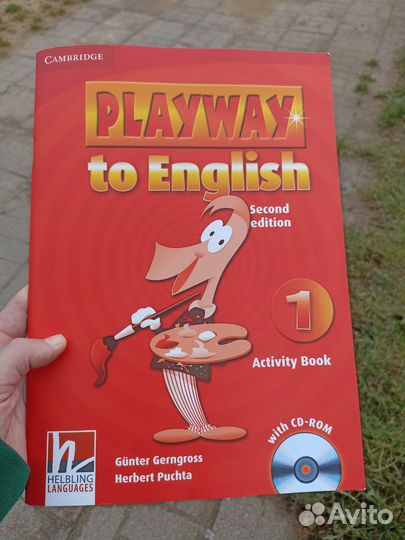 CAMBRIDGE
PLAYWAY
to English
Second
edition
1
Activity Book
with CD-ROM
Günter Gerngross
Herbert Puchta
HELBLING
LANGUAGES
Avito